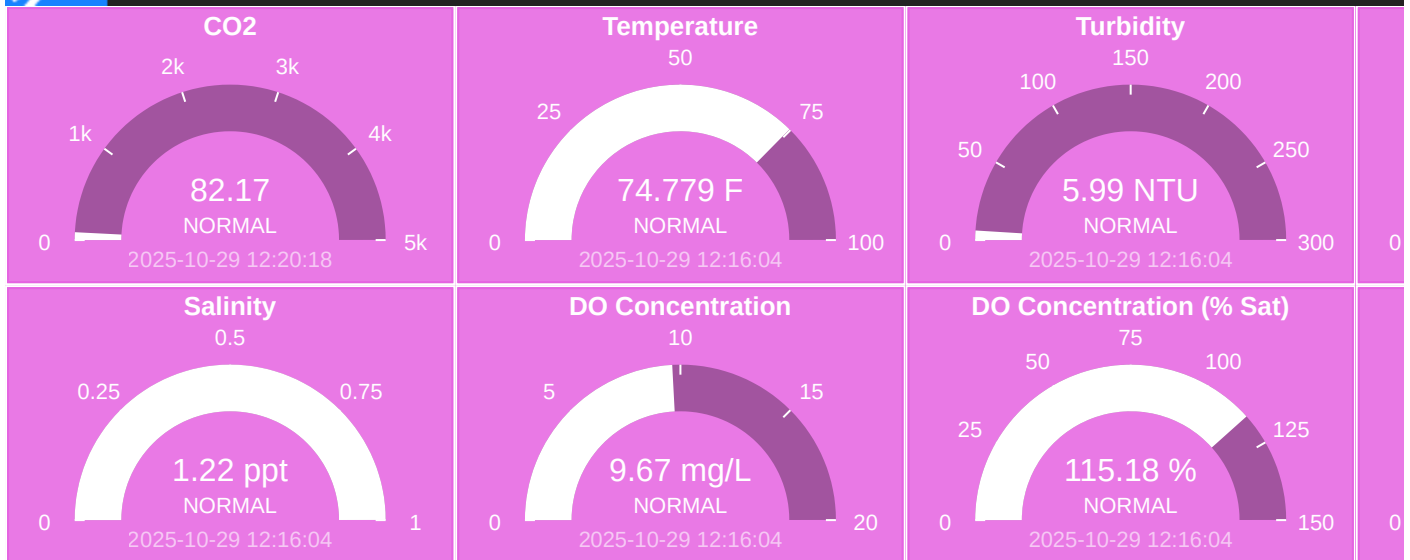 CO2
2k 3k
1k 4k
82.17
NORMAL
0 5k
2025-10-29 12:20:18
Temperature
50
25 75
74.779 F
NORMAL
0 100
2025-10-29 12:16:04
Turbidity
150
100 200
50 250
5.99 NTU
NORMAL
0 300
2025-10-29 12:16:04
0
Salinity
0.5
0.25 0.75
1.22 ppt
NORMAL
0 1
2025-10-29 12:16:04
DO Concentration
10
5 15
9.67 mg/L
NORMAL
0 20
2025-10-29 12:16:04
DO Concentration (% Sat)
75
50 100
25 125
115.18 %
NORMAL
0 150
2025-10-29 12:16:04
0